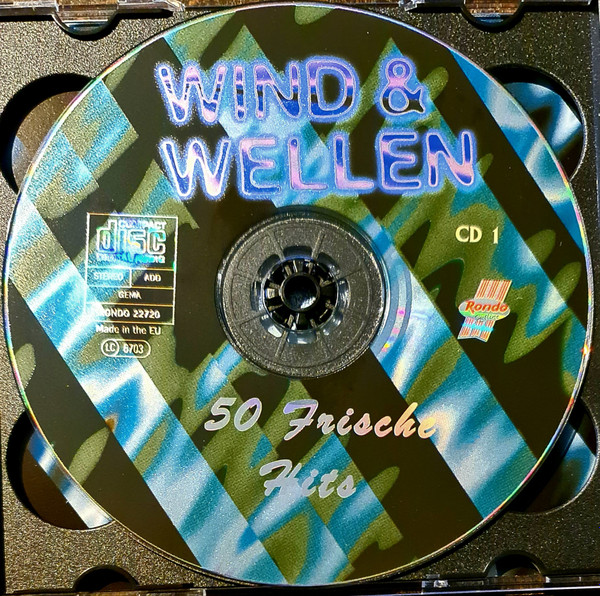 WIND &
WELLEN
CD 1
COMPACT
disc
DIGITAL AUDIO
STEREO ADD
GEMA
RONDO 22720
Made in the EU
LC 8703
Rondo
50 Frische
Hits